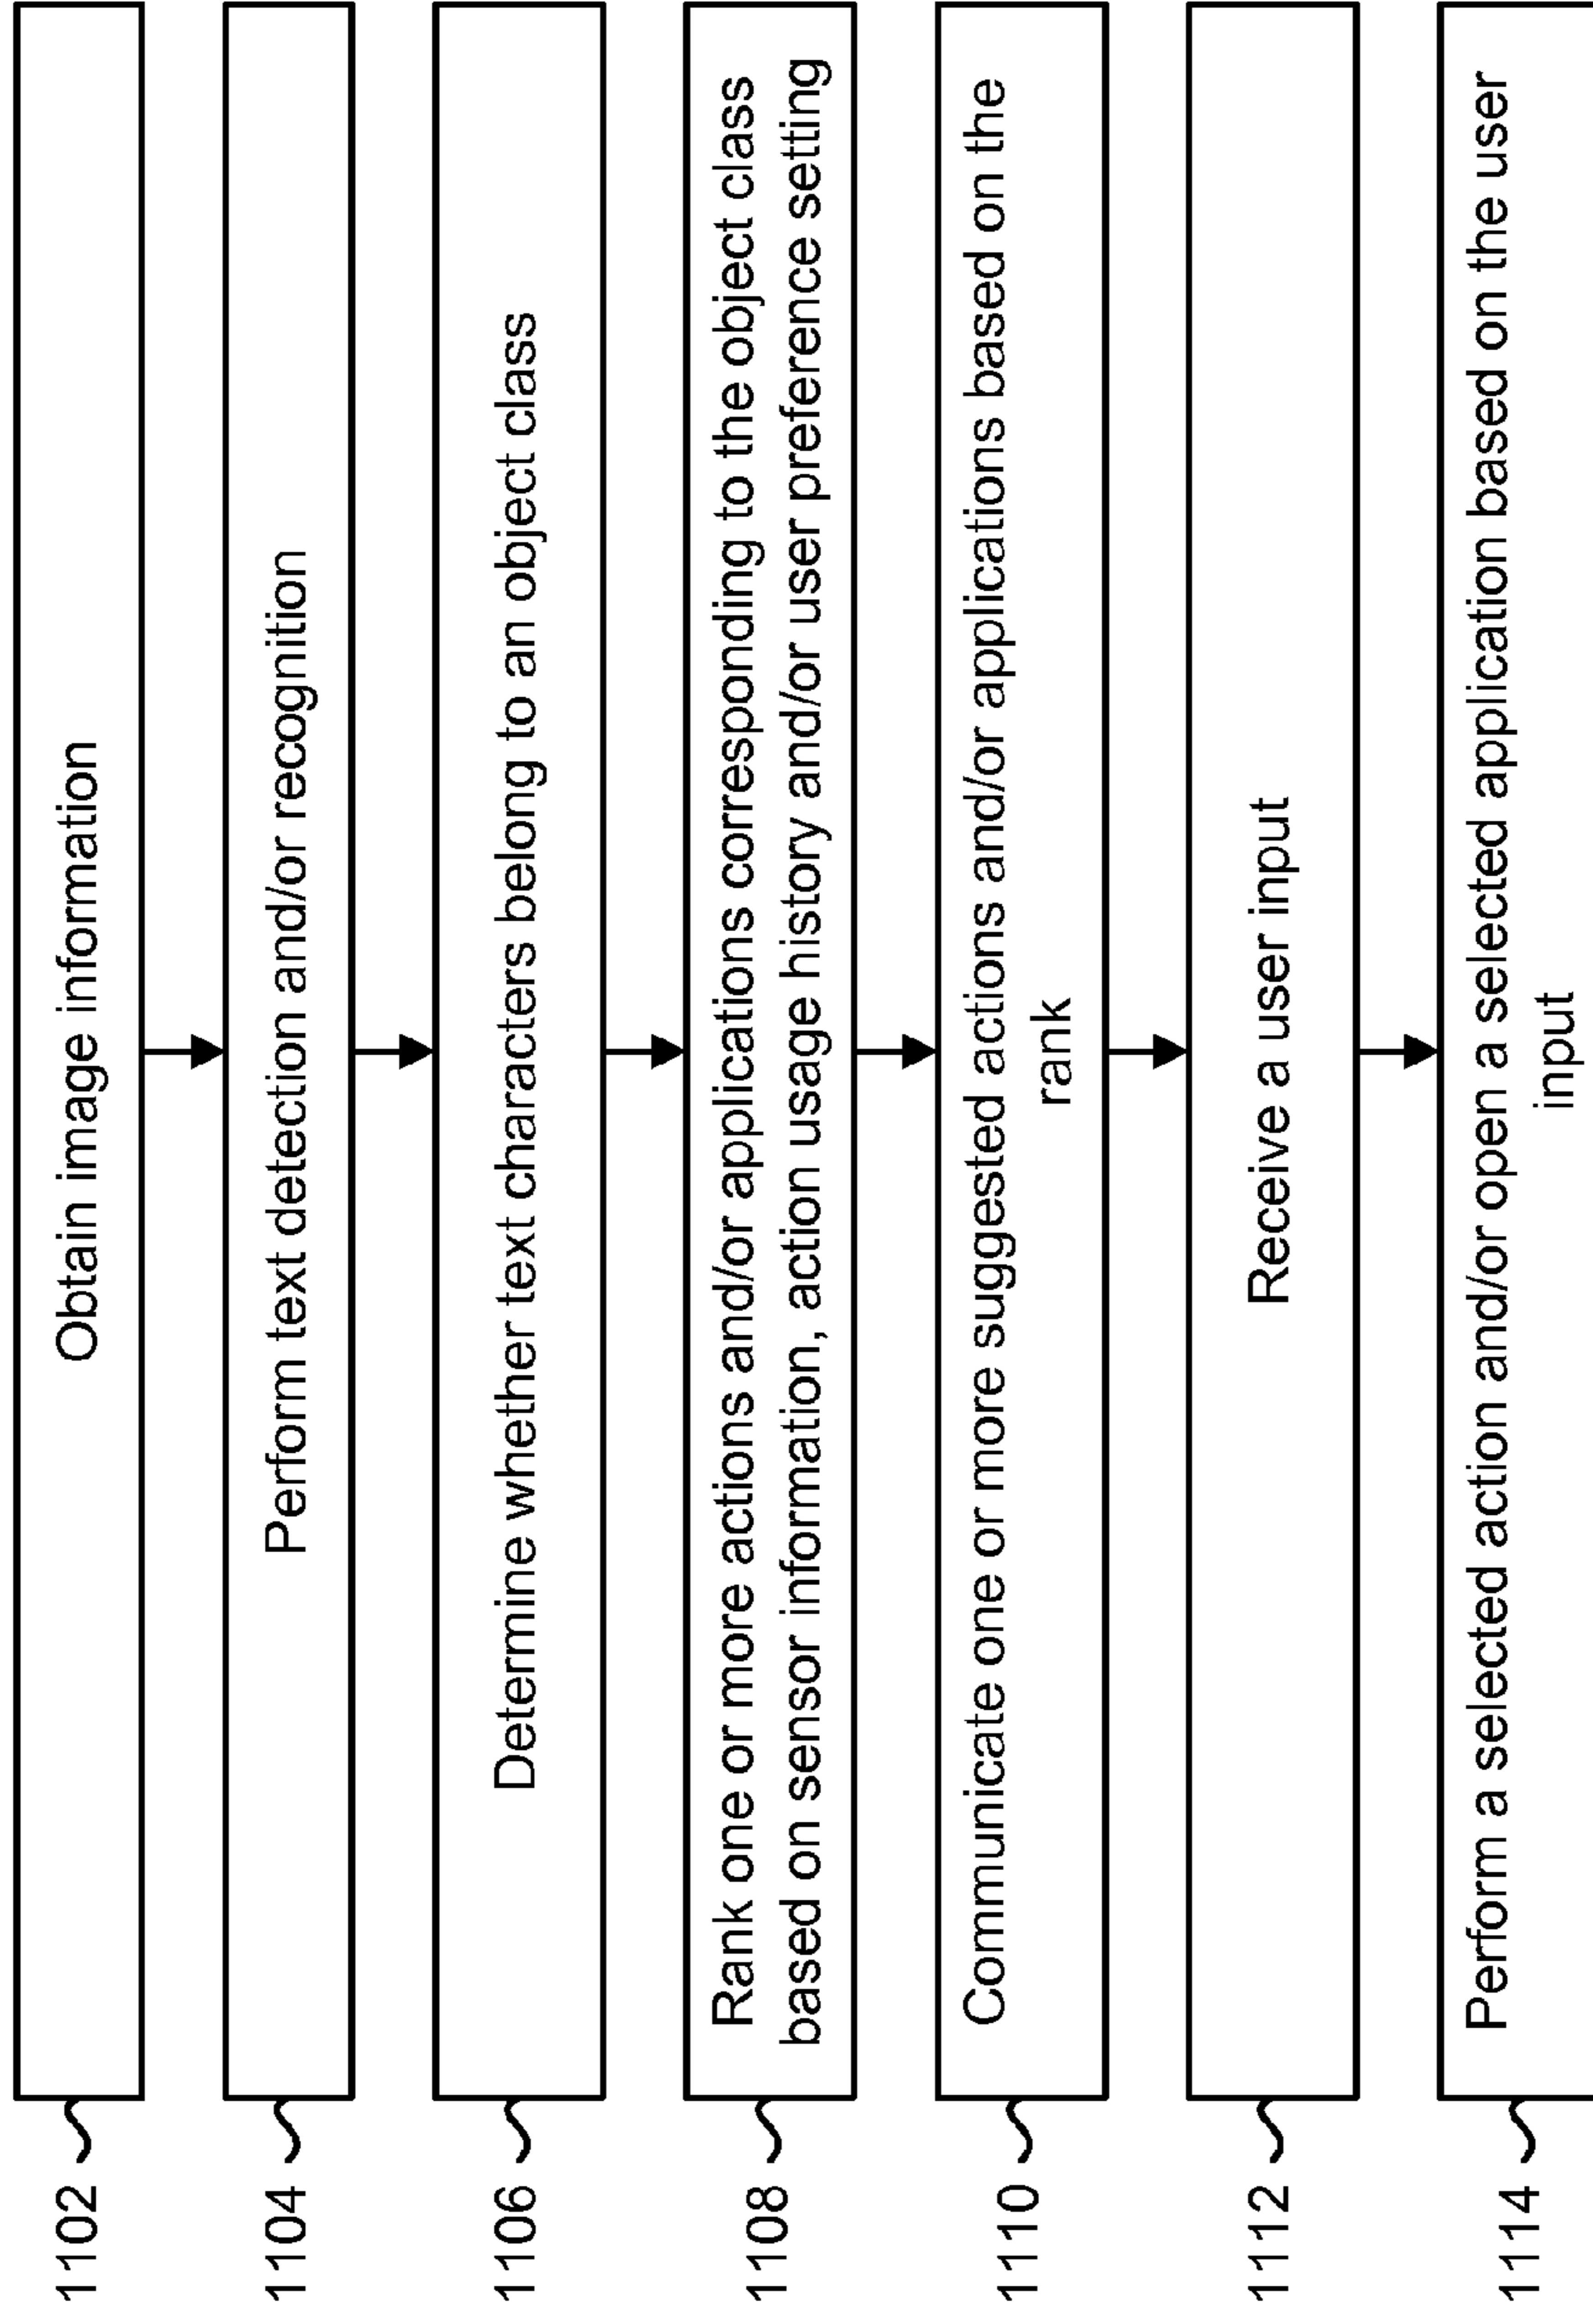 1102
Obtain image information
1104
Perform text detection and/or recognition
1106
Determine whether text characters belong to an object class
1108
Rank one or more actions and/or applications corresponding to the object class
based on sensor information, action usage history and/or user preference setting
1110
Communicate one or more suggested actions and/or applications based on the
rank
1112
Receive a user input
1114
Perform a selected action and/or open a selected application based on the user
input